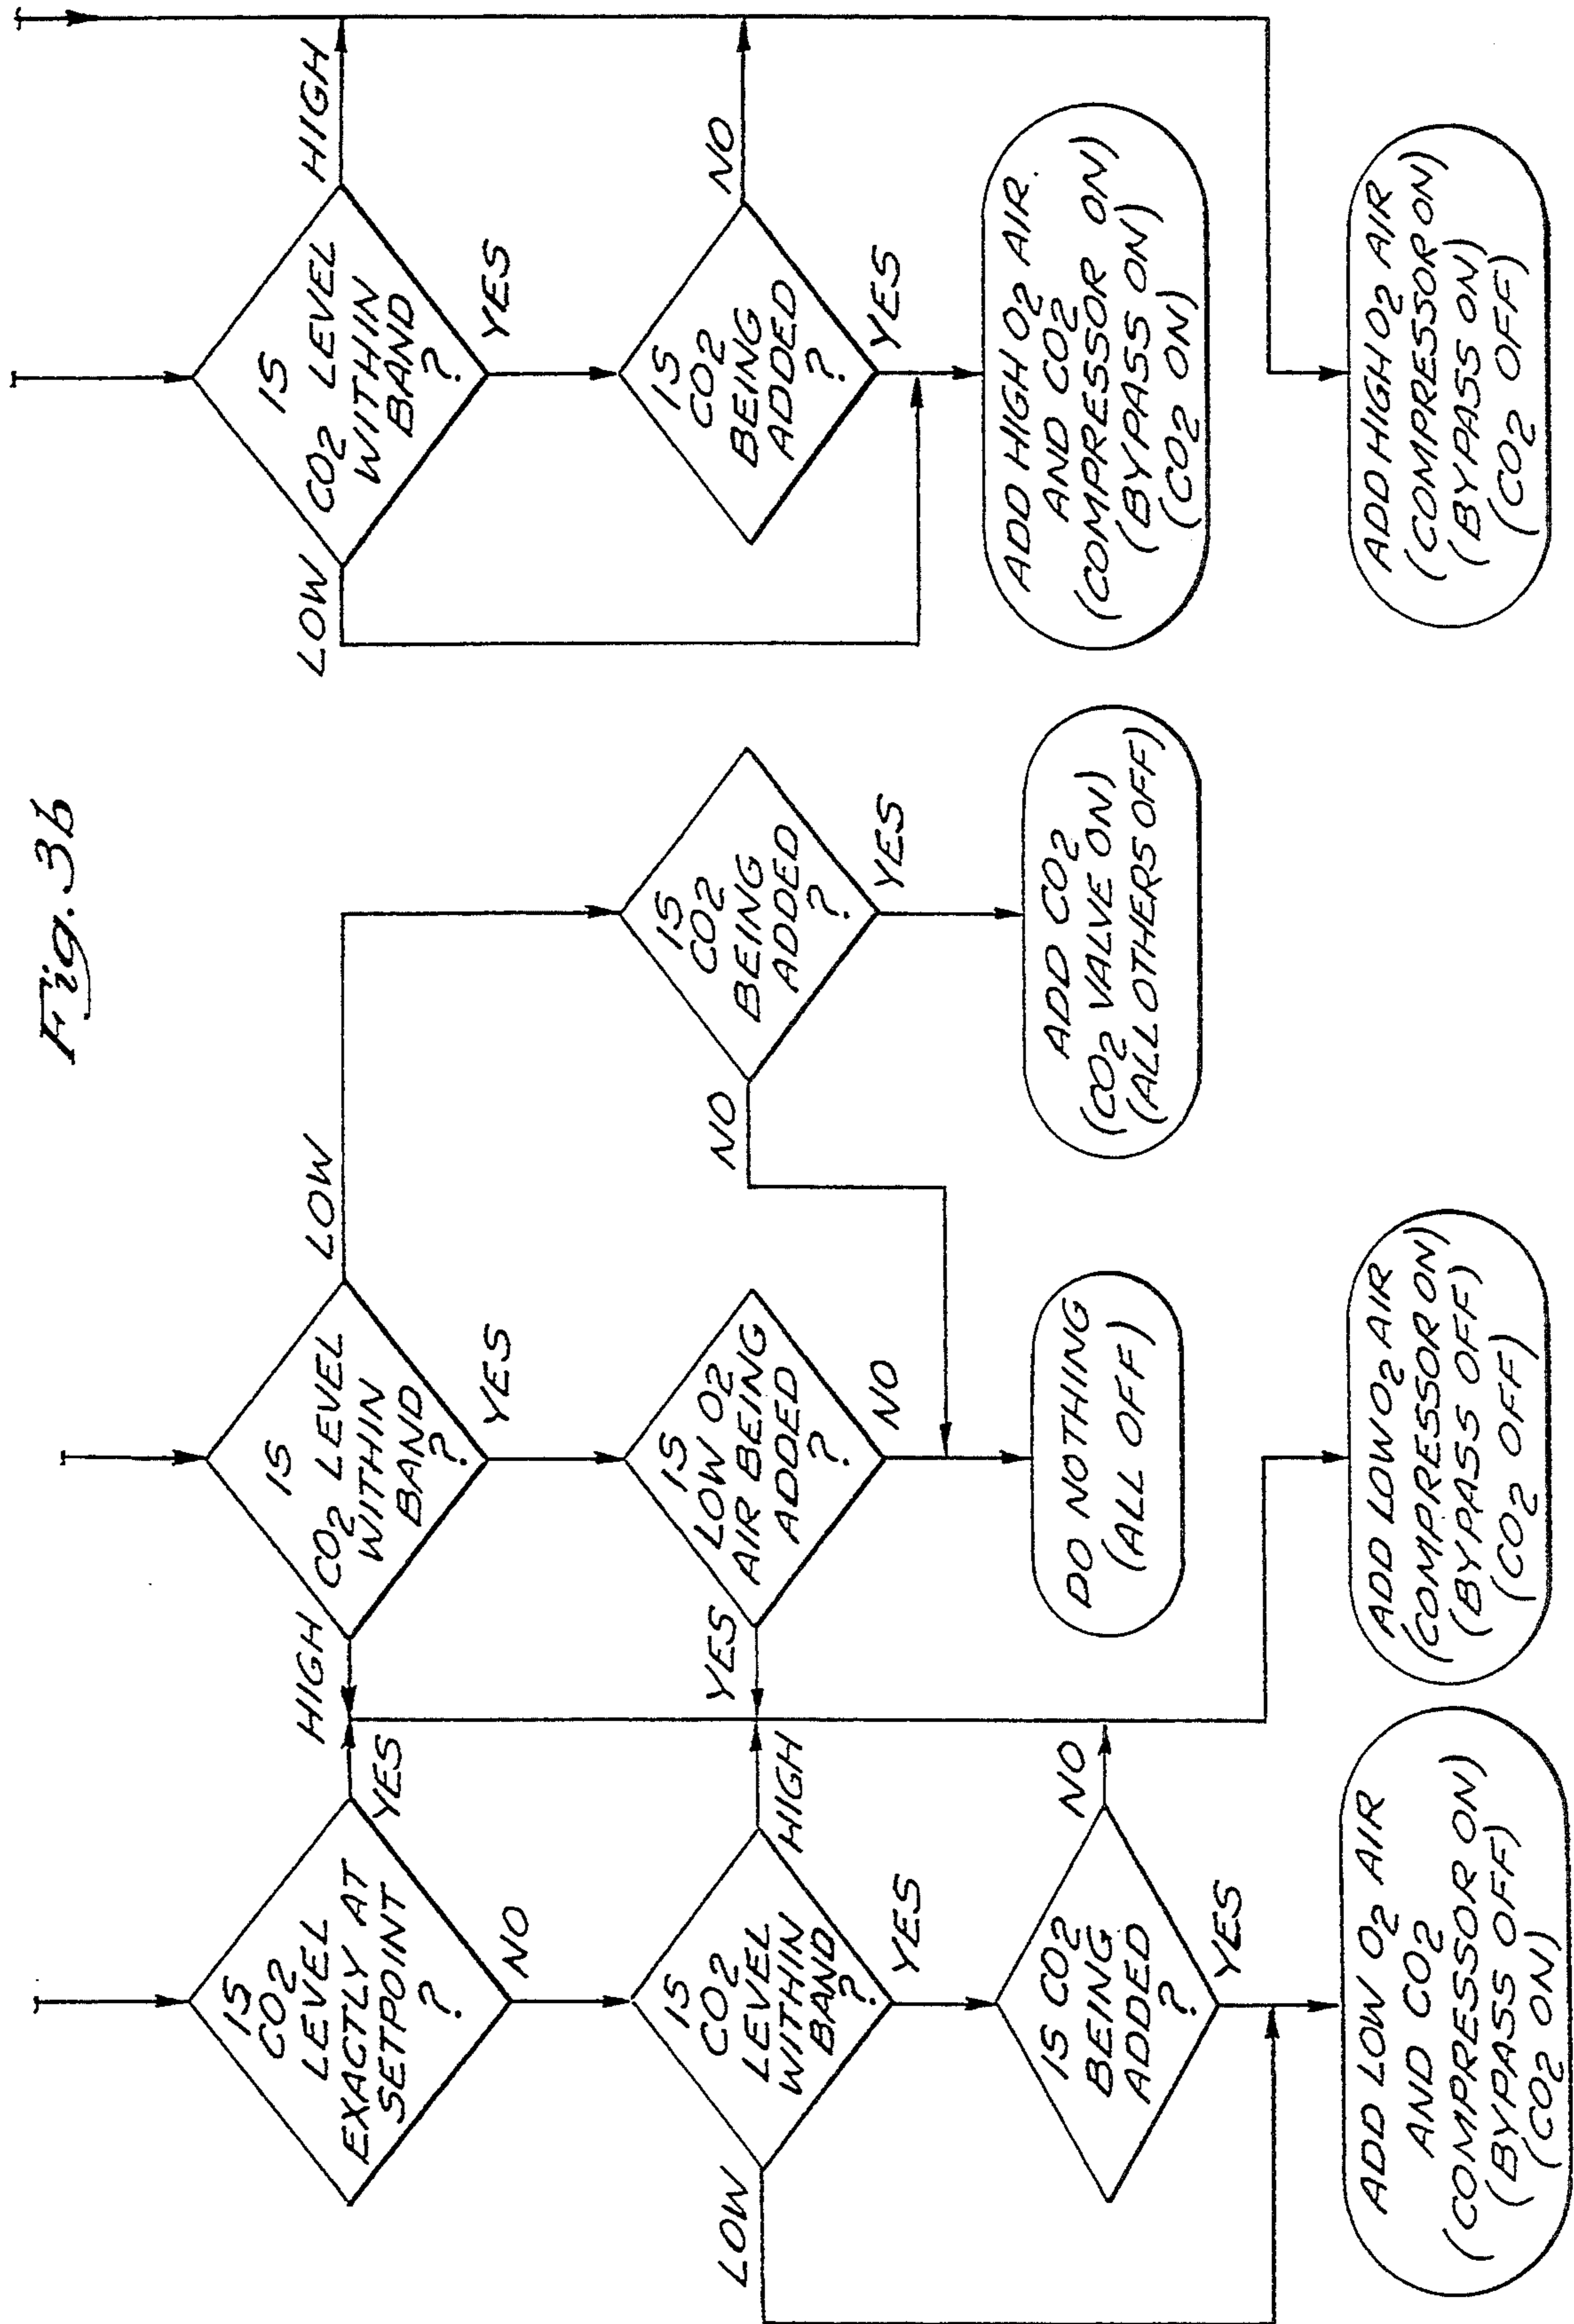 Fig. 3b
IS
CO2
LEVEL
EXACTLY AT
SETPOINT
?
YES
NO
IS
CO2
LEVEL
WITHIN
BAND
?
HIGH
LOW
YES
IS CO2
BEING
ADDED
?
NO
YES
ADD LOW O2 AIR
AND CO2
(COMPRESSOR ON)
(BYPASS OFF)
(CO2 ON)
IS
CO2 LEVEL
WITHIN
BAND
?
HIGH
LOW
YES
IS
LOW O2
AIR BEING
ADDED
?
YES
NO
DO NOTHING
(ALL OFF)
ADD LOW O2 AIR
(COMPRESSOR ON)
(BYPASS OFF)
(CO2 OFF)
IS
CO2
BEING
ADDED
?
NO
YES
ADD CO2
(CO2 VALVE ON)
(ALL OTHERS OFF)
IS
CO2 LEVEL
WITHIN
BAND
?
LOW
HIGH
YES
IS
CO2
BEING
ADDED
?
NO
YES
ADD HIGH O2 AIR.
AND CO2
(COMPRESSOR ON)
(BYPASS ON)
(CO2 ON)
ADD HIGH O2 AIR
(COMPRESSOR ON)
(BYPASS ON)
(CO2 OFF)